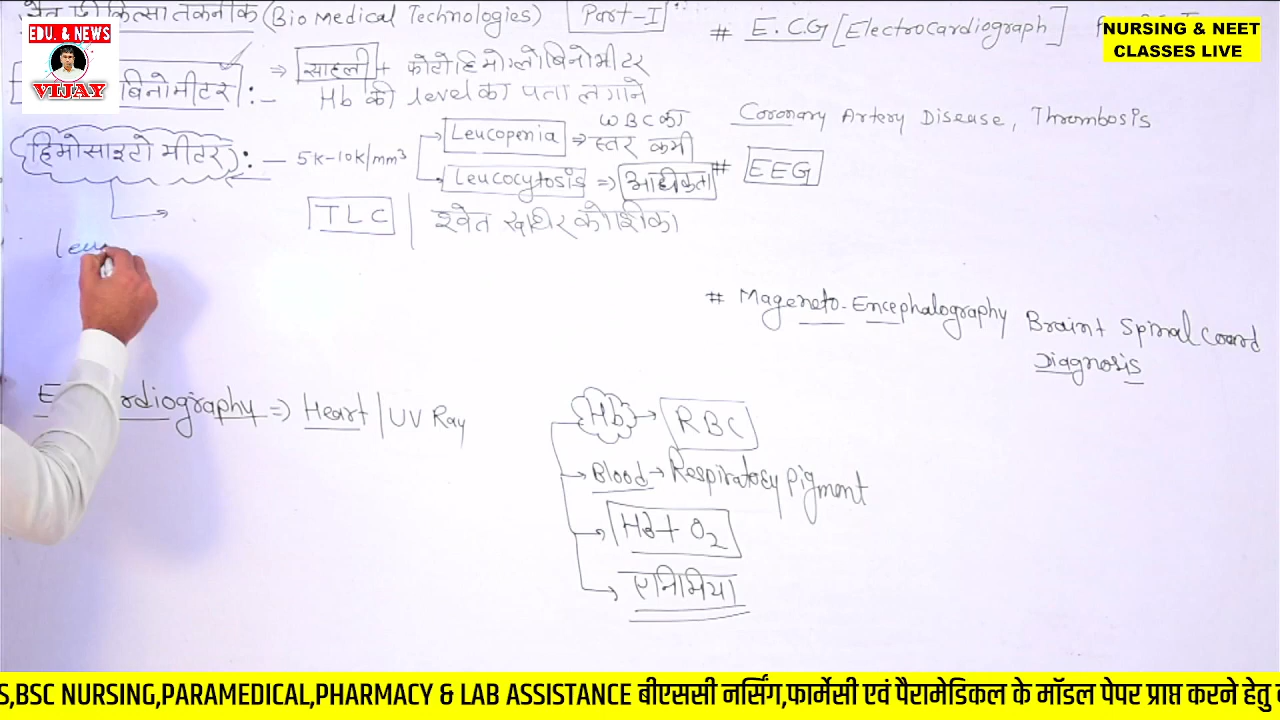 चिकित्सा तकनीक (Bio Medical Technologies) Part-I
# E.C.G [Electrocardiograph]
NURSING & NEET
CLASSES LIVE
EDU. & NEWS
VIJAY
बिनोमीटर :- ⇒ साहली + फोटोहिमोग्लोबिनोमीटर
Hb की level का पता लगाने
हिमोसाइटो मीटर :- 5K-10K/mm³
Leucopenia ⇒ WBC का स्तर कमी
Leucocytosis ⇒ आधीकता
TLC | श्वेत रूधिर कोशिका
leu
Coronary Artery Disease, Thrombosis
# EEG
# Mageneto-Encephalography Brain+ Spinal Coard
Diagnosis
E rdiography ⇒ Heart | UV Ray
Hb → RBC
Blood → Respiratory pigment
HB + O2
एनिमिया
S,BSC NURSING,PARAMEDICAL,PHARMACY & LAB ASSISTANCE बीएससी नर्सिंग,फार्मेसी एवं पैरामेडिकल के मॉडल पेपर प्राप्त करने हेतु